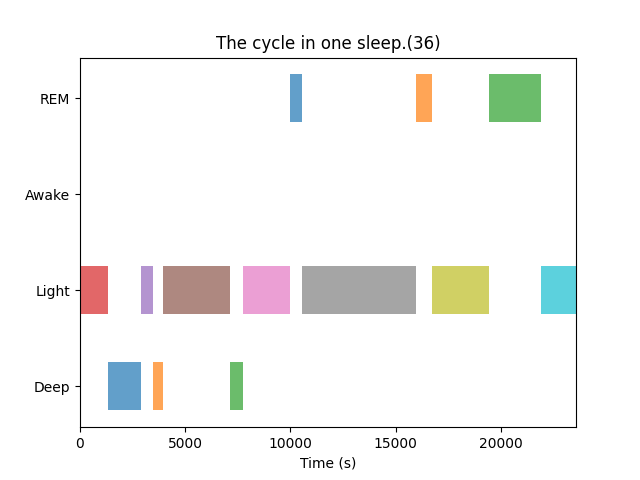 The cycle in one sleep.(36)
REM
Awake
Light
Deep
0 5000 10000 15000 20000
Time (s)